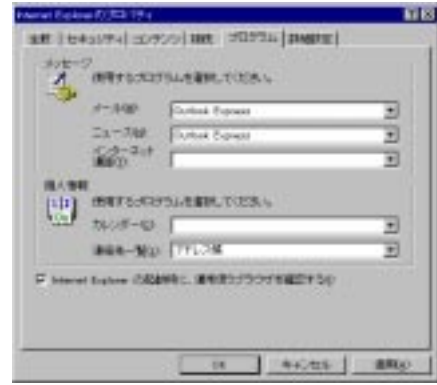 Internet Explorer のプロパティ
全般 セキュリティ コンテンツ 接続 プログラム 詳細設定
メッセージ
使用するプログラムを選択してください。
メール(M) Outlook Express
ニュース(N) Outlook Express
インターネット
通話(T)
個人情報
使用するプログラムを選択してください。
カレンダー(C)
連絡先一覧(L) アドレス帳
Internet Explorer の起動時に、通常使うブラウザを確認する(I)
OK キャンセル 適用(A)